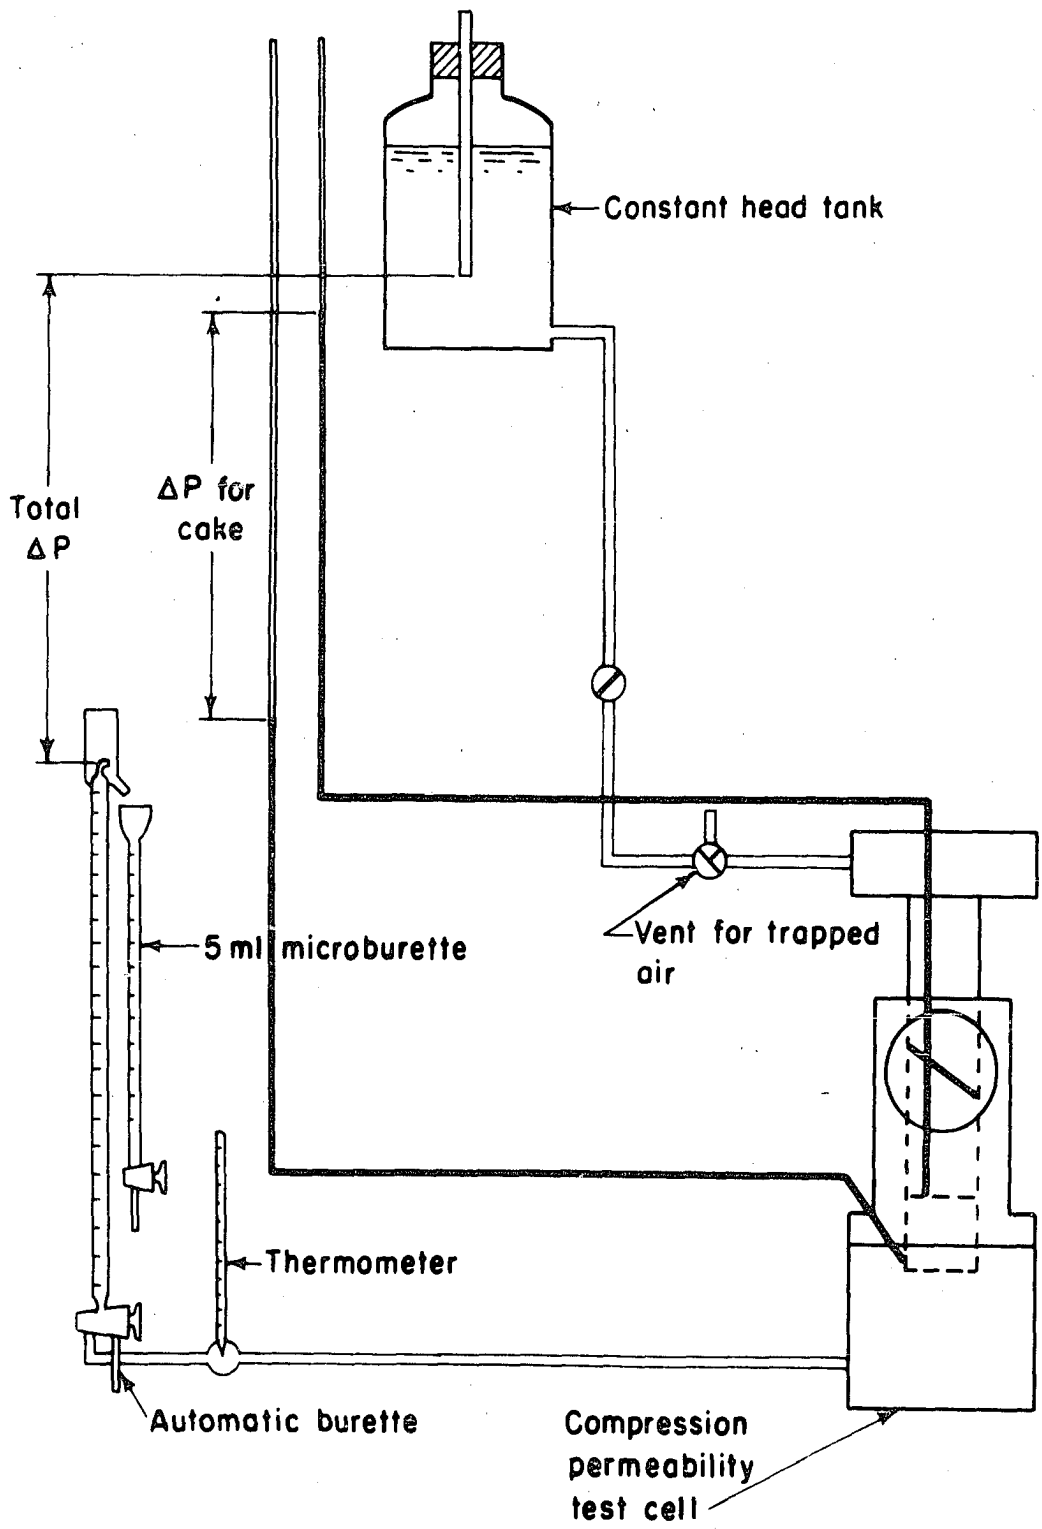 Constant head tank
ΔP for
cake
Total
ΔP
5 ml microburette
Vent for trapped
air
Thermometer
Automatic burette
Compression
permeability
test cell